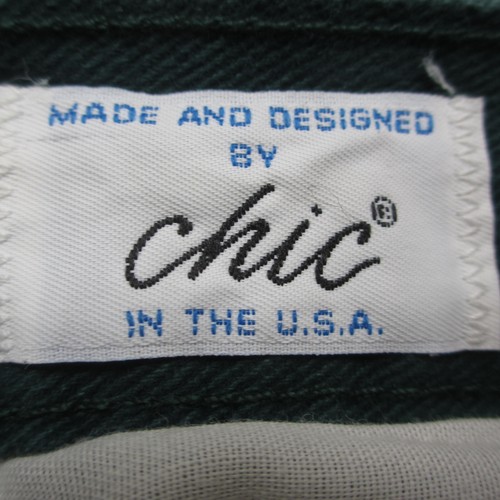 MADE AND DESIGNED
BY
chic®
IN THE U.S.A.